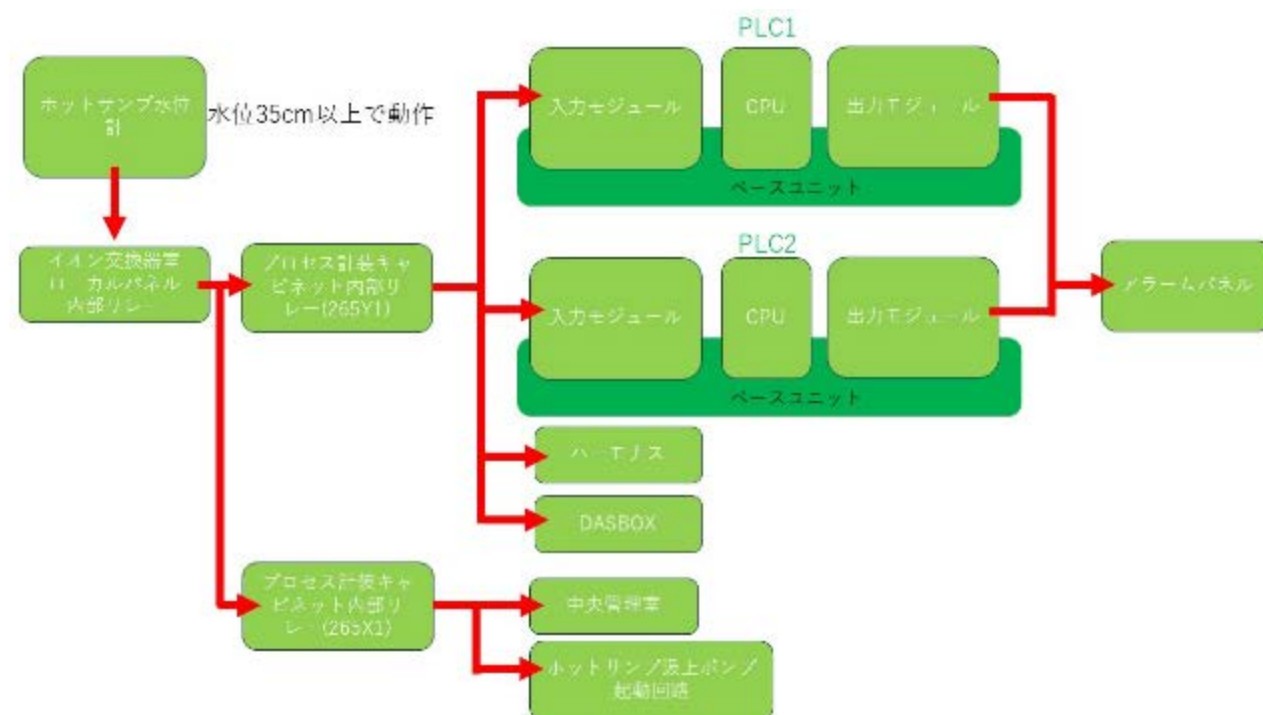 PLC1
ホットサンプ水位
計
水位35cm以上で動作
入力モジュール
CPU
出力モジュール
ベースユニット
PLC2
イオン交換器室
ローカルパネル
内部リレー
プロセス計装キャ
ビネット内部リ
レー(265Y1)
入力モジュール
CPU
出力モジュール
アラームパネル
ベースユニット
ハーモナス
DASBOX
プロセス計装キャ
ビネット内部リ
レー(265X1)
中央管理室
ホットサンプ汲上ポンプ
起動回路